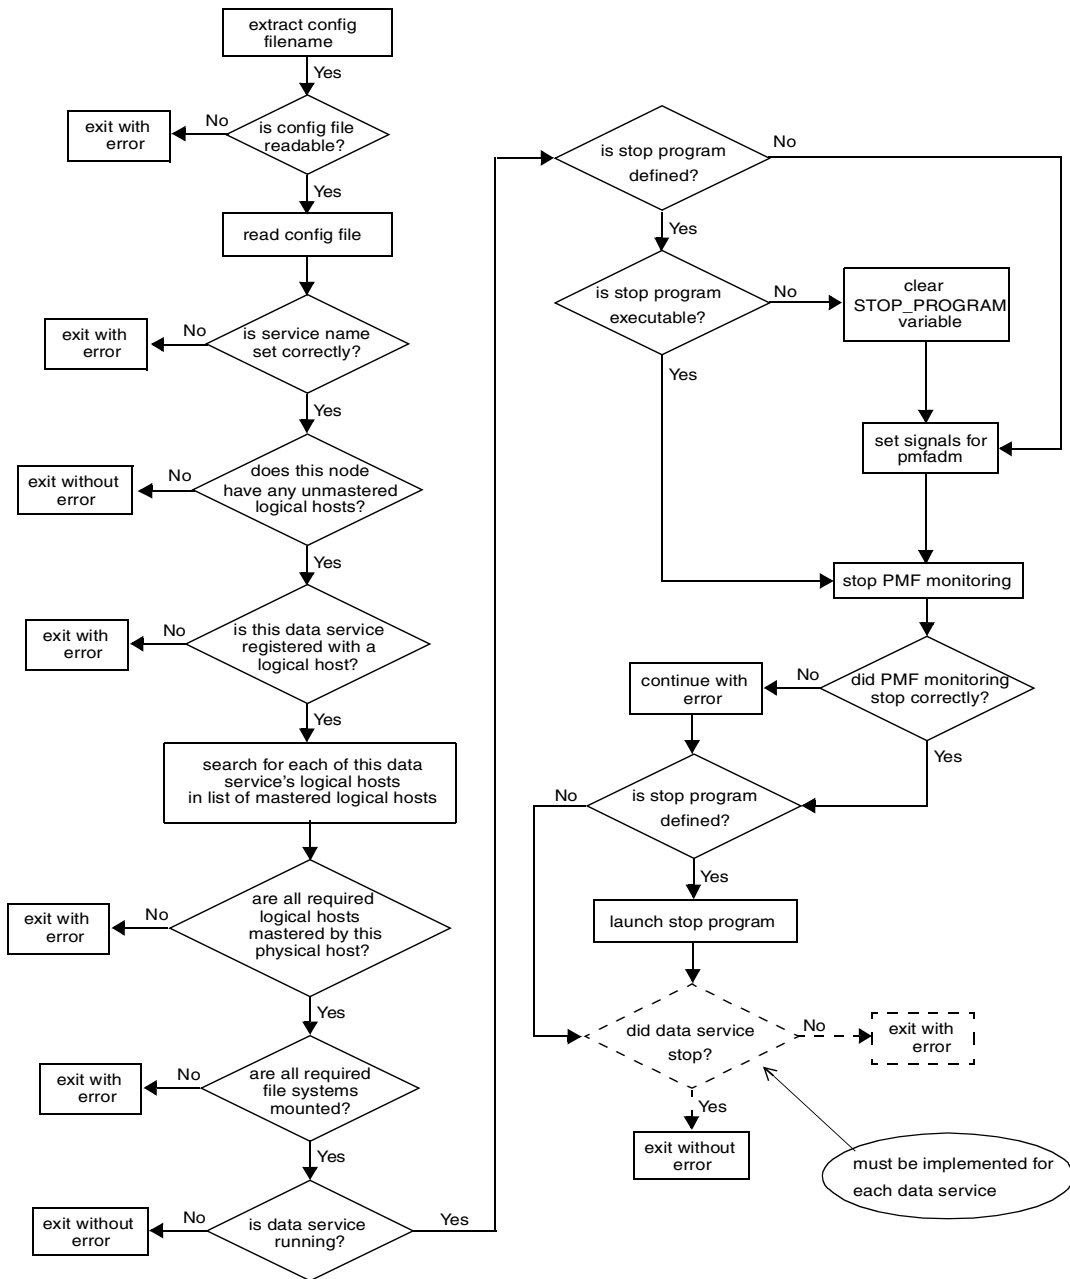 extract config
filename
Yes
No
exit with
error
is config file
readable?
Yes
read config file
No
exit with
error
is service name
set correctly?
Yes
No
exit without
error
does this node
have any unmastered
logical hosts?
Yes
No
exit with
error
is this data service
registered with a
logical host?
Yes
search for each of this data
service's logical hosts
in list of mastered logical hosts
No
exit with
error
are all required
logical hosts
mastered by this
physical host?
Yes
No
exit with
error
are all required
file systems
mounted?
Yes
No
exit without
error
is data service
running?
Yes
is stop program
defined?
No
Yes
is stop program
executable?
No
clear
STOP_PROGRAM
variable
Yes
set signals for
pmfadm
stop PMF monitoring
did PMF monitoring
stop correctly?
No
continue with
error
Yes
No
is stop program
defined?
Yes
launch stop program
did data service
stop?
No
exit with
error
Yes
exit without
error
must be implemented for
each data service